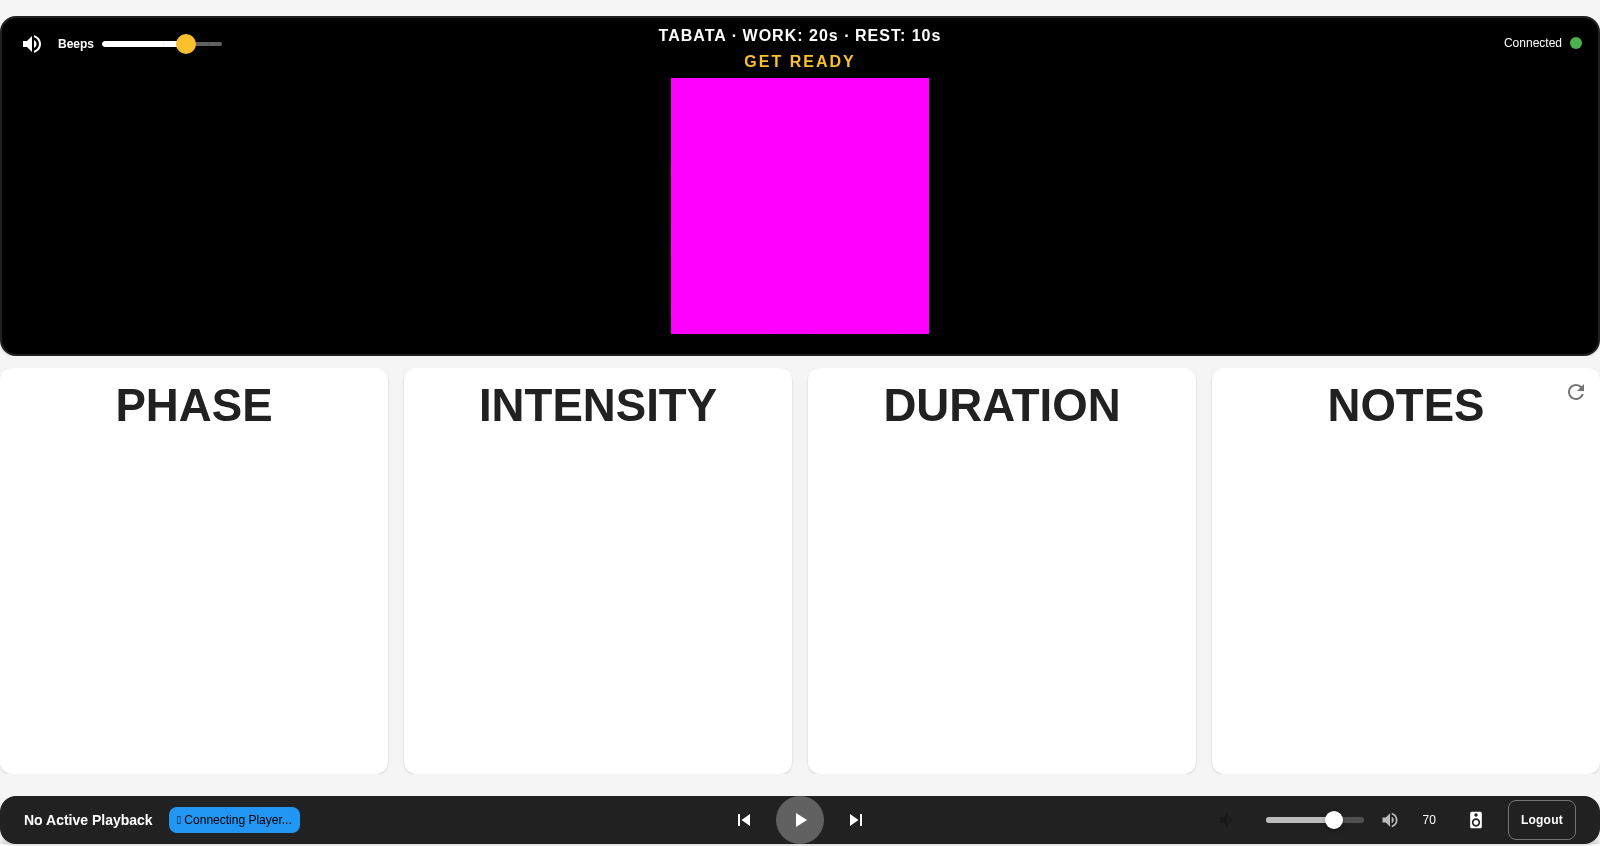 Beeps
TABATA · WORK: 20s · REST: 10s
GET READY
Connected
PHASE
INTENSITY
DURATION
NOTES
No Active Playback
Connecting Player...
70
Logout